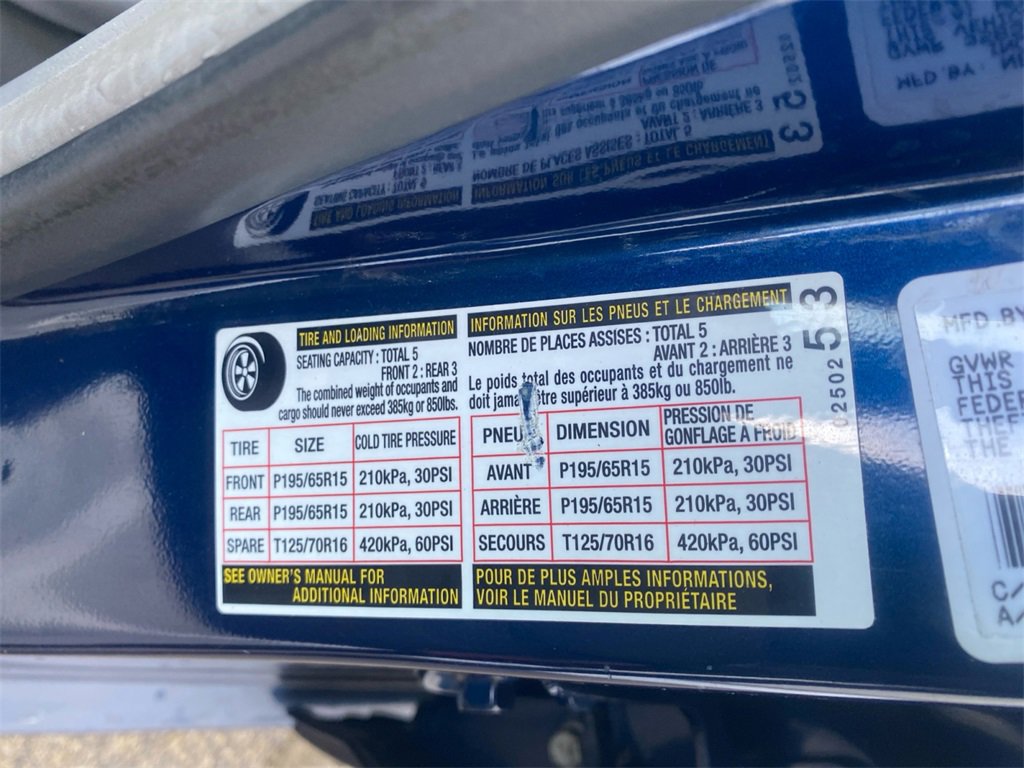 TIRE AND LOADING INFORMATION
SEATING CAPACITY : TOTAL 5
FRONT 2 : REAR 3
The combined weight of occupants and
cargo should never exceed 385kg or 850lbs.
TIRE SIZE COLD TIRE PRESSURE
FRONT P195/65R15 210kPa, 30PSI
REAR P195/65R15 210kPa, 30PSI
SPARE T125/70R16 420kPa, 60PSI
SEE OWNER'S MANUAL FOR
ADDITIONAL INFORMATION
INFORMATION SUR LES PNEUS ET LE CHARGEMENT
NOMBRE DE PLACES ASSISES : TOTAL 5
AVANT 2 : ARRIÈRE 3
Le poids total des occupants et du chargement ne
doit être supérieur à 385kg ou 850lb.
DIMENSION PRESSION DE
GONFLAGE A FROID
AVANT P195/65R15 210kPa, 30PSI
ARRIÈRE P195/65R15 210kPa, 30PSI
SECOURS T125/70R16 420kPa, 60PSI
POUR DE PLUS AMPLES INFORMATIONS,
VOIR LE MANUEL DU PROPRIÉTAIRE
02502 53
MFD.BY
GVWR
THIS
FEDER
THEF
THE
C/
A/